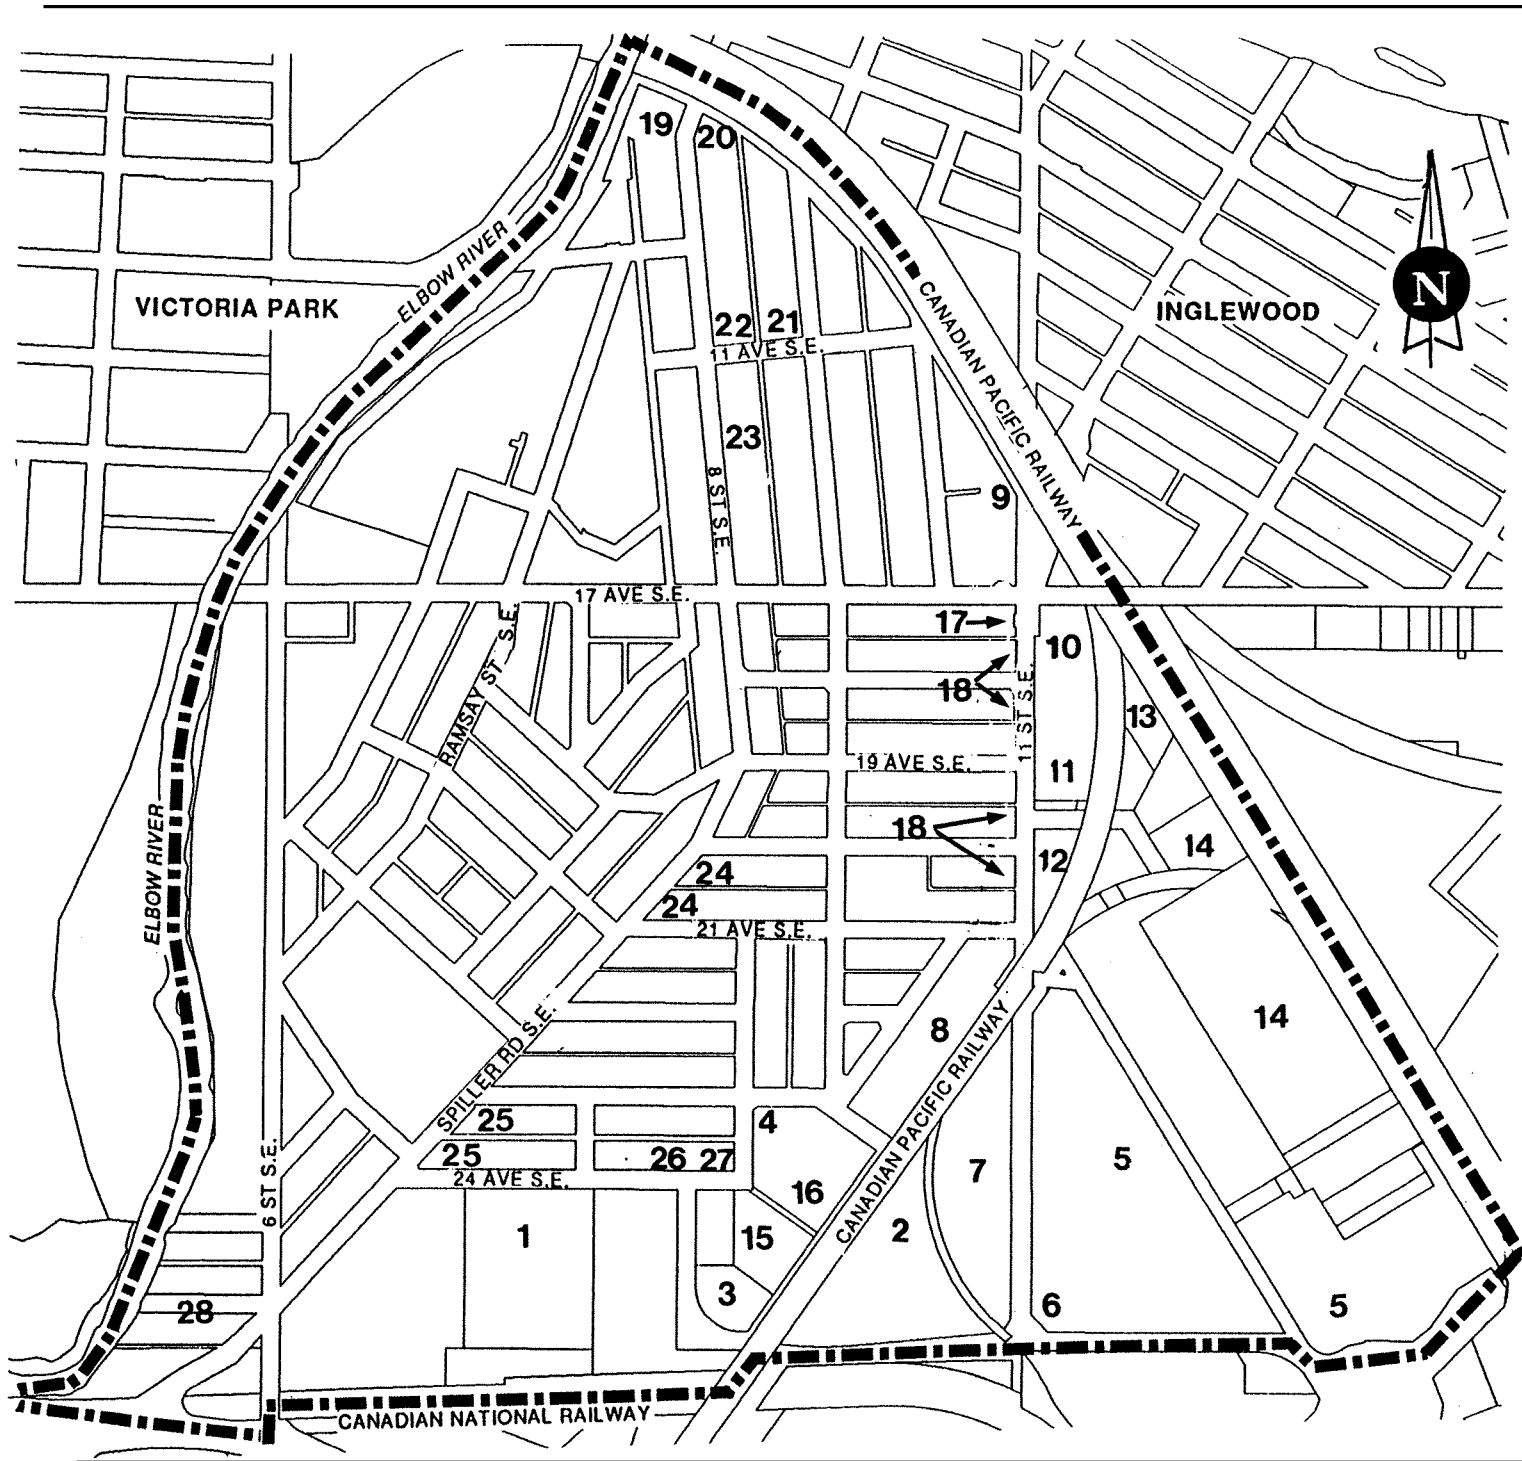 19
20
ELBOW RIVER
VICTORIA PARK
INGLEWOOD
N
22
21
11 AVE S.E.
CANADIAN PACIFIC RAILWAY
23
8 ST S.E.
9
17 AVE S.E.
17
10
RAMSAY ST S.E.
18
11 ST S.E.
13
19 AVE S.E.
11
18
14
12
ELBOW RIVER
24
24
21 AVE S.E.
14
8
SPILLER RD S.E.
CANADIAN PACIFIC RAILWAY
25
4
25
26
27
7
5
24 AVE S.E.
6 ST S.E.
16
1
15
2
3
28
6
5
CANADIAN NATIONAL RAILWAY